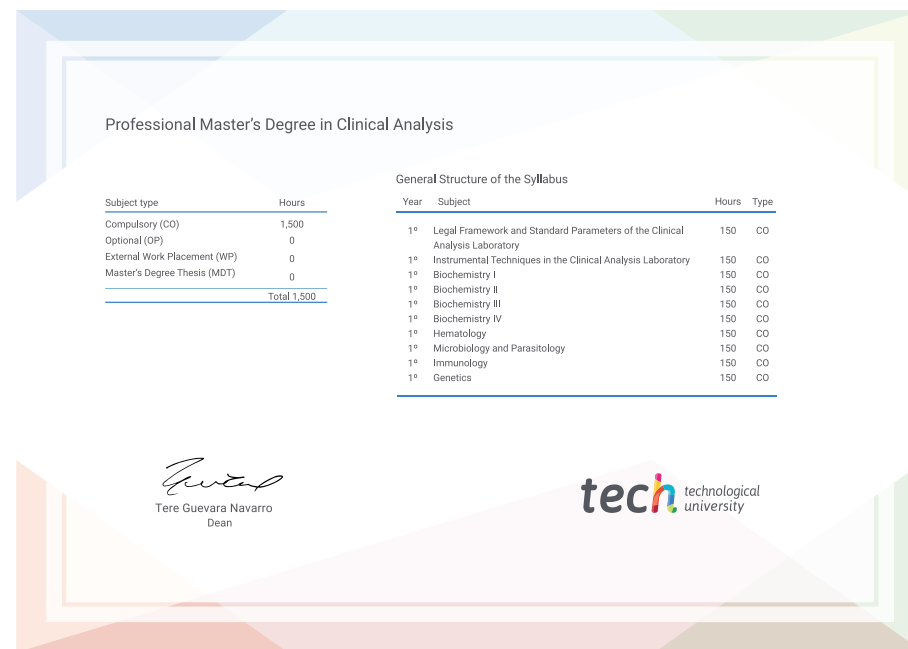 Professional Master's Degree in Clinical Analysis
Subject type Hours
Compulsory (CO) 1,500
Optional (OP) 0
External Work Placement (WP) 0
Master's Degree Thesis (MDT) 0
Total 1,500
General Structure of the Syllabus
Year Subject Hours Type
1º Legal Framework and Standard Parameters of the Clinical 150 CO
Analysis Laboratory
1º Instrumental Techniques in the Clinical Analysis Laboratory 150 CO
1º Biochemistry I 150 CO
1º Biochemistry II 150 CO
1º Biochemistry III 150 CO
1º Biochemistry IV 150 CO
1º Hematology 150 CO
1º Microbiology and Parasitology 150 CO
1º Immunology 150 CO
1º Genetics 150 CO
Tere Guevara Navarro
Dean
tech technological
university